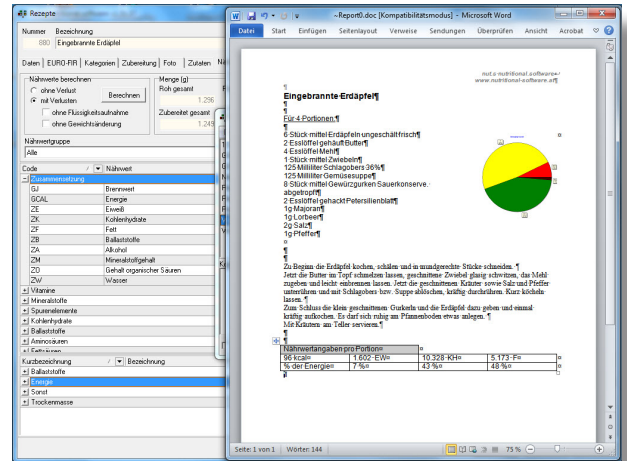 Rezepte
Nummer Bezeichnung
880 Eingebrannte Erdäpfel
Daten EURO-FIR Kategorien Zubereitung Foto Zutaten
Nährwerte berechnen
ohne Verlust
mit Verlusten
Berechnen
ohne Flüssigkeitsaufnahme
ohne Gewichtsänderung
Menge (g)
Roh gesamt
1.296
Zubereitet gesamt
1.249
Nährwertgruppe
Alle
Code Nährwert
Zusammensetzung
GJ Brennwert
GCAL Energie
ZE Eiweiß
ZK Kohlenhydrate
ZF Fett
ZB Ballaststoffe
ZA Alkohol
ZM Mineralstoffgehalt
ZO Gehalt organischer Säuren
ZW Wasser
Vitamine
Mineralstoffe
Spurenelemente
Kohlenhydrate
Ballaststoffe
Aminosäuren
Fettsäuren
Kurzbezeichnung Bezeichnung
Ballaststoffe
Energie
Sonst
Trockenmasse
~Report0.doc [Kompatibilitätsmodus] - Microsoft Word
Datei Start Einfügen Seitenlayout Verweise Sendungen Überprüfen Ansicht Acrobat
nut.s nutritional.software
www.nutritional-software.at¶
¶
Eingebrannte·Erdäpfel¶
¶
¶
Für·4·Portionen:¶
¶
6·Stück·mittel·Erdäpfeln·ungeschält·frisch¶
2·Esslöffel·gehäuft·Butter¶
4·Esslöffel·Mehl¶
1·Stück·mittel·Zwiebeln¶
125·Milliliter·Schlagobers·36%¶
125·Milliliter·Gemüsesuppe¶
8·Stück·mittel·Gewürzgurken·Sauerkonserve·
abgetropft¶
2·Esslöffel·gehackt·Petersilienblatt¶
1g·Majoran¶
1g·Lorbeer¶
2g·Salz¶
1g·Pfeffer¶
¤
¶
¶
Zu·Beginn·die·Erdäpfel·kochen,·schälen·und·in·mundgerechte·Stücke·schneiden.·¶
Jetzt·die·Butter·im·Topf·schmelzen·lassen,·geschnittene·Zwiebel·glasig·schwitzen,·das·Mehl·
zugeben·und·leicht·einbrennen·lassen.·Jetzt·die·geschnittenen·Kräuter·sowie·Salz·und·Pfeffer·
unterrühren·und·mit·Schlagobers·bzw.·Suppe·ablöschen,·kräftig·durchrühren.·Kurz·köcheln·
lassen.·¶
Zum·Schluss·die·klein·geschnittenen·Gurkerln·und·die·Erdäpfel·dazu·geben·und·einmal·
kräftig·aufkochen.·Es·darf·sich·ruhig·am·Pfannenboden·etwas·anlegen.·¶
Mit·Kräutern·am·Teller·servieren.¶
¶
¶
Nährwertangaben·pro·Portion¤ ¤
96·kcal¤ 1.602·EW¤ 10.328·KH¤ 5.173·F¤ ¤
%·der·Energie¤ 7·%¤ 43·%¤ 48·%¤ ¤
¶
Seite: 1 von 1 Wörter: 144 75 %